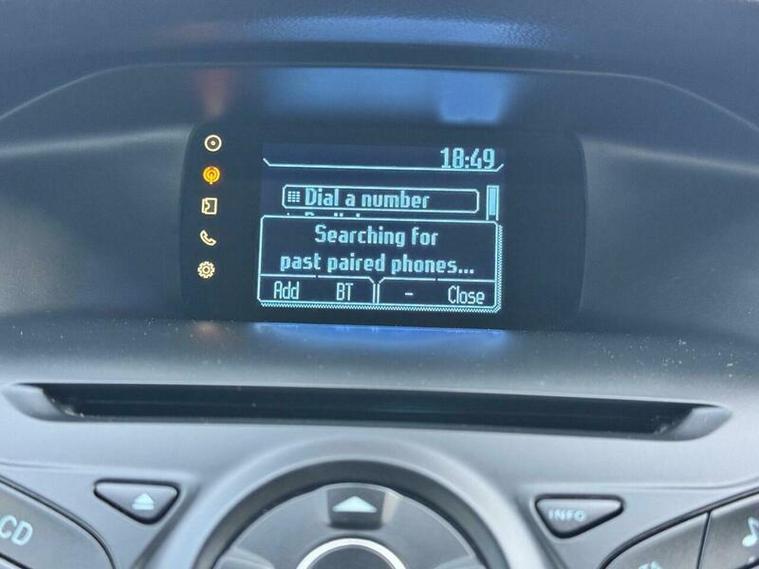 18:49
Dial a number
Searching for
past paired phones...
Add BT - Close
INFO
CD